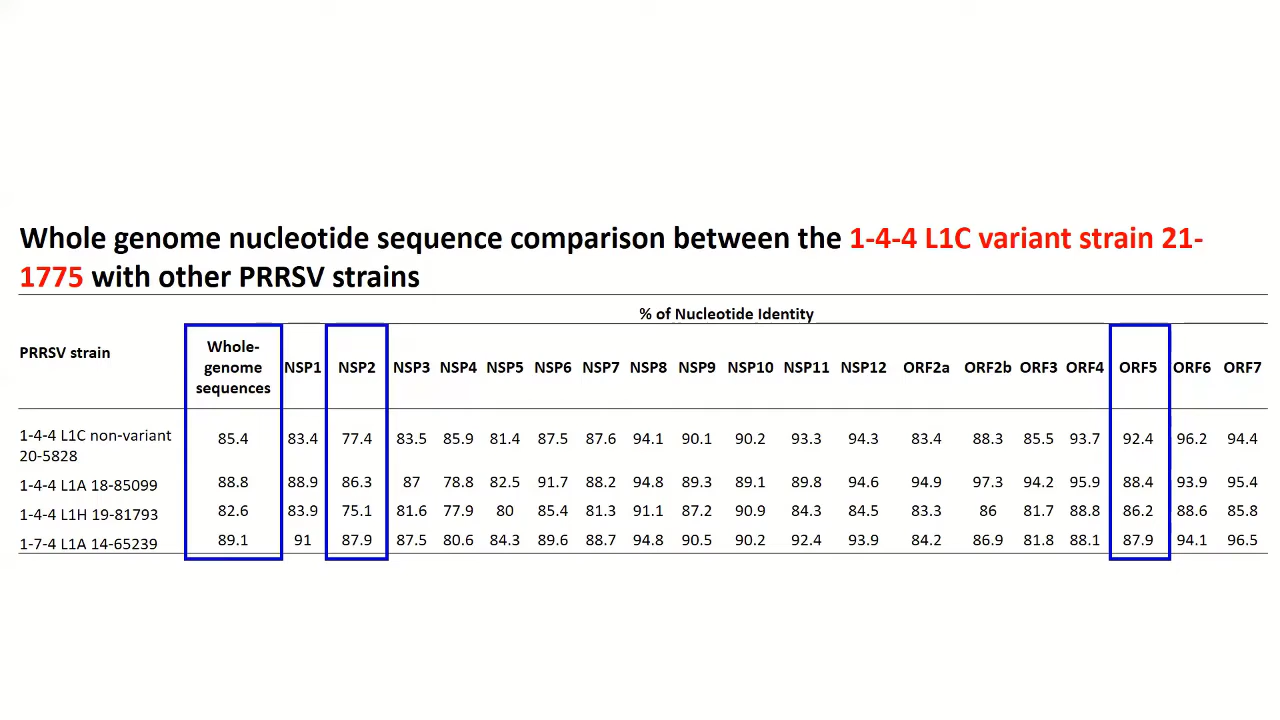 Whole genome nucleotide sequence comparison between the 1-4-4 L1C variant strain 21-
1775 with other PRRSV strains
% of Nucleotide Identity
PRRSV strain Whole-genome sequences NSP1 NSP2 NSP3 NSP4 NSP5 NSP6 NSP7 NSP8 NSP9 NSP10 NSP11 NSP12 ORF2a ORF2b ORF3 ORF4 ORF5 ORF6 ORF7
1-4-4 L1C non-variant 20-5828 85.4 83.4 77.4 83.5 85.9 81.4 87.5 87.6 94.1 90.1 90.2 93.3 94.3 83.4 88.3 85.5 93.7 92.4 96.2 94.4
1-4-4 L1A 18-85099 88.8 88.9 86.3 87 78.8 82.5 91.7 88.2 94.8 89.3 89.1 89.8 94.6 94.9 97.3 94.2 95.9 88.4 93.9 95.4
1-4-4 L1H 19-81793 82.6 83.9 75.1 81.6 77.9 80 85.4 81.3 91.1 87.2 90.9 84.3 84.5 83.3 86 81.7 88.8 86.2 88.6 85.8
1-7-4 L1A 14-65239 89.1 91 87.9 87.5 80.6 84.3 89.6 88.7 94.8 90.5 90.2 92.4 93.9 84.2 86.9 81.8 88.1 87.9 94.1 96.5